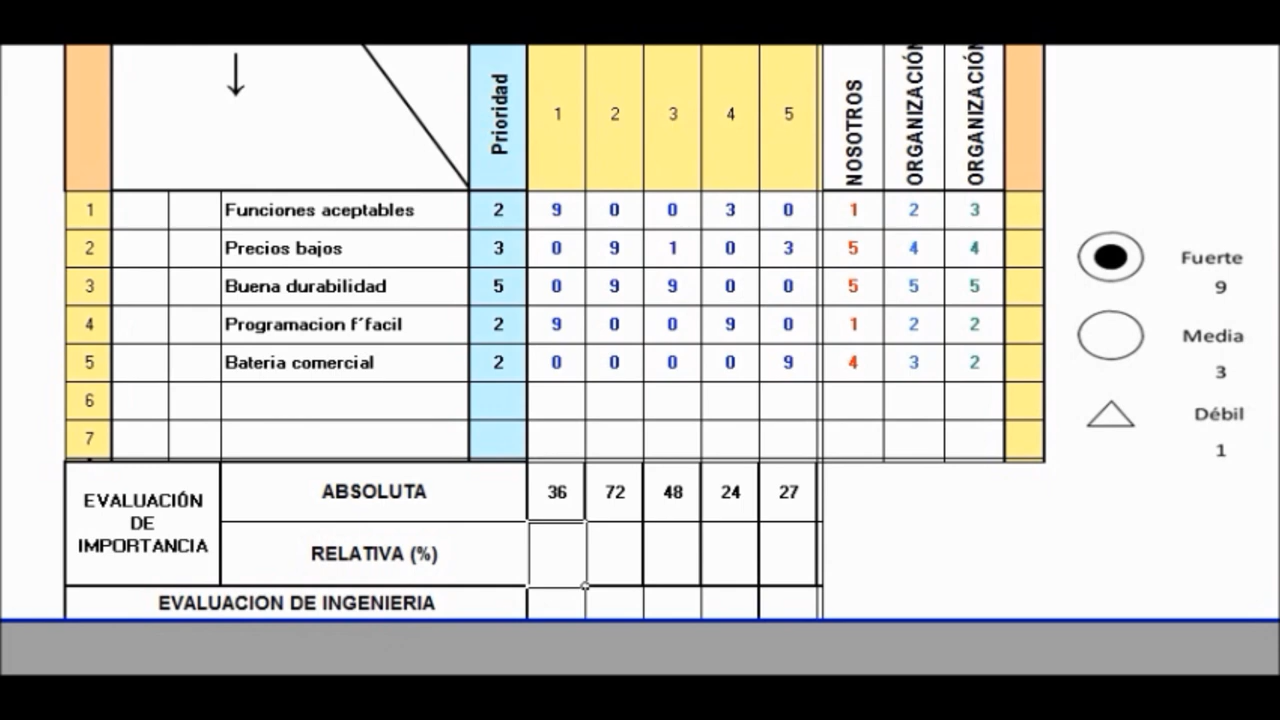 ↓ Prioridad 1 2 3 4 5 NOSOTROS ORGANIZACIÓN ORGANIZACIÓN
1 Funciones aceptables 2 9 0 0 3 0 1 2 3
2 Precios bajos 3 0 9 1 0 3 5 4 4
3 Buena durabilidad 5 0 9 9 0 0 5 5 5
4 Programacion f´facil 2 9 0 0 9 0 1 2 2
5 Bateria comercial 2 0 0 0 0 9 4 3 2
6
7
EVALUACIÓN
DE
IMPORTANCIA
ABSOLUTA 36 72 48 24 27
RELATIVA (%)
EVALUACION DE INGENIERIA
Fuerte
9
Media
3
Débil
1